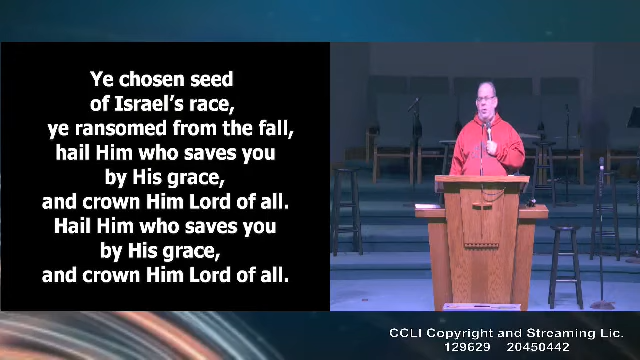 Ye chosen seed
of Israel's race,
ye ransomed from the fall,
hail Him who saves you
by His grace,
and crown Him Lord of all.
Hail Him who saves you
by His grace,
and crown Him Lord of all.
CCLI Copyright and Streaming Lic.
129629 20450442